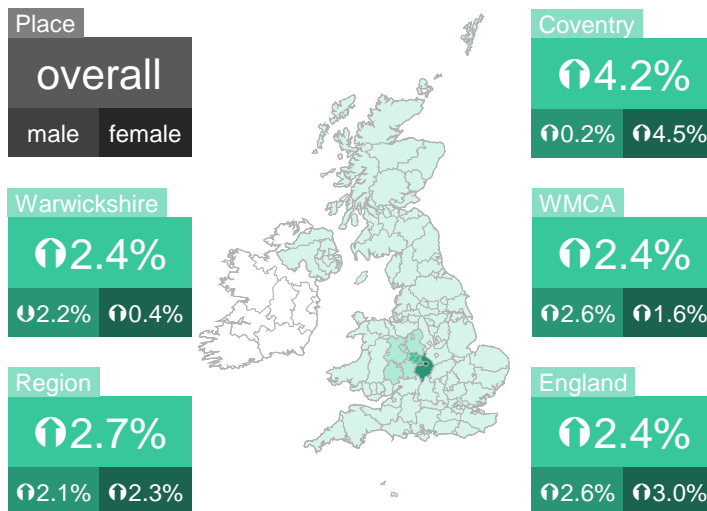 Place
overall
male female
Coventry
4.2%
0.2% 4.5%
Warwickshire
2.4%
2.2% 0.4%
WMCA
2.4%
2.6% 1.6%
Region
2.7%
2.1% 2.3%
England
2.4%
2.6% 3.0%